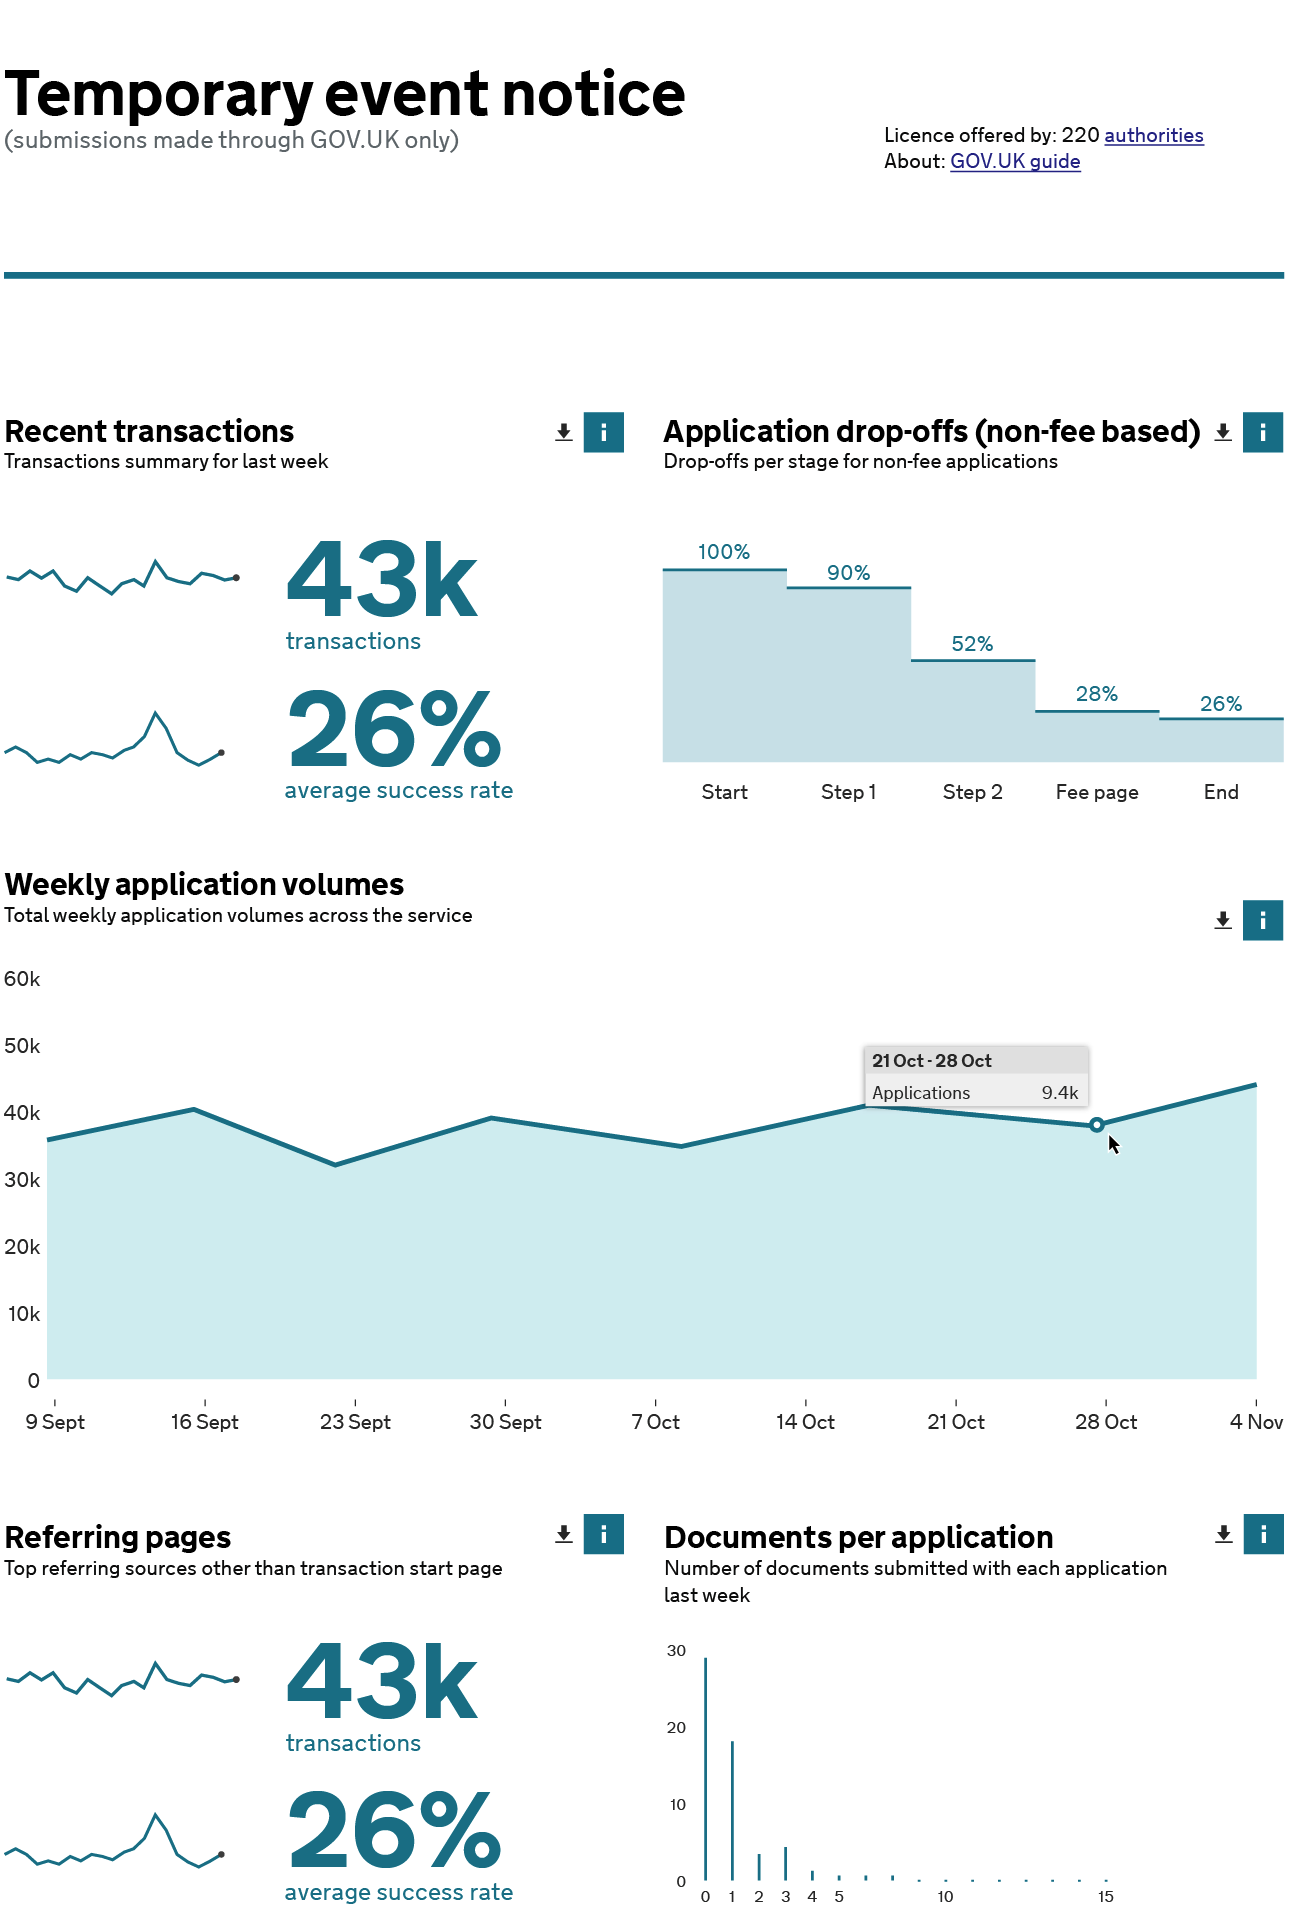 Temporary event notice
(submissions made through GOV.UK only)
Licence offered by: 220 authorities
About: GOV.UK guide
Recent transactions
Transactions summary for last week
43k
transactions
26%
average success rate
Application drop-offs (non-fee based)
Drop-offs per stage for non-fee applications
100%
90%
52%
28%
26%
Start Step 1 Step 2 Fee page End
Weekly application volumes
Total weekly application volumes across the service
60k
50k
40k
30k
20k
10k
0
21 Oct - 28 Oct
Applications 9.4k
9 Sept 16 Sept 23 Sept 30 Sept 7 Oct 14 Oct 21 Oct 28 Oct 4 Nov
Referring pages
Top referring sources other than transaction start page
43k
transactions
26%
average success rate
Documents per application
Number of documents submitted with each application
last week
30
20
10
0
0 1 2 3 4 5 10 15